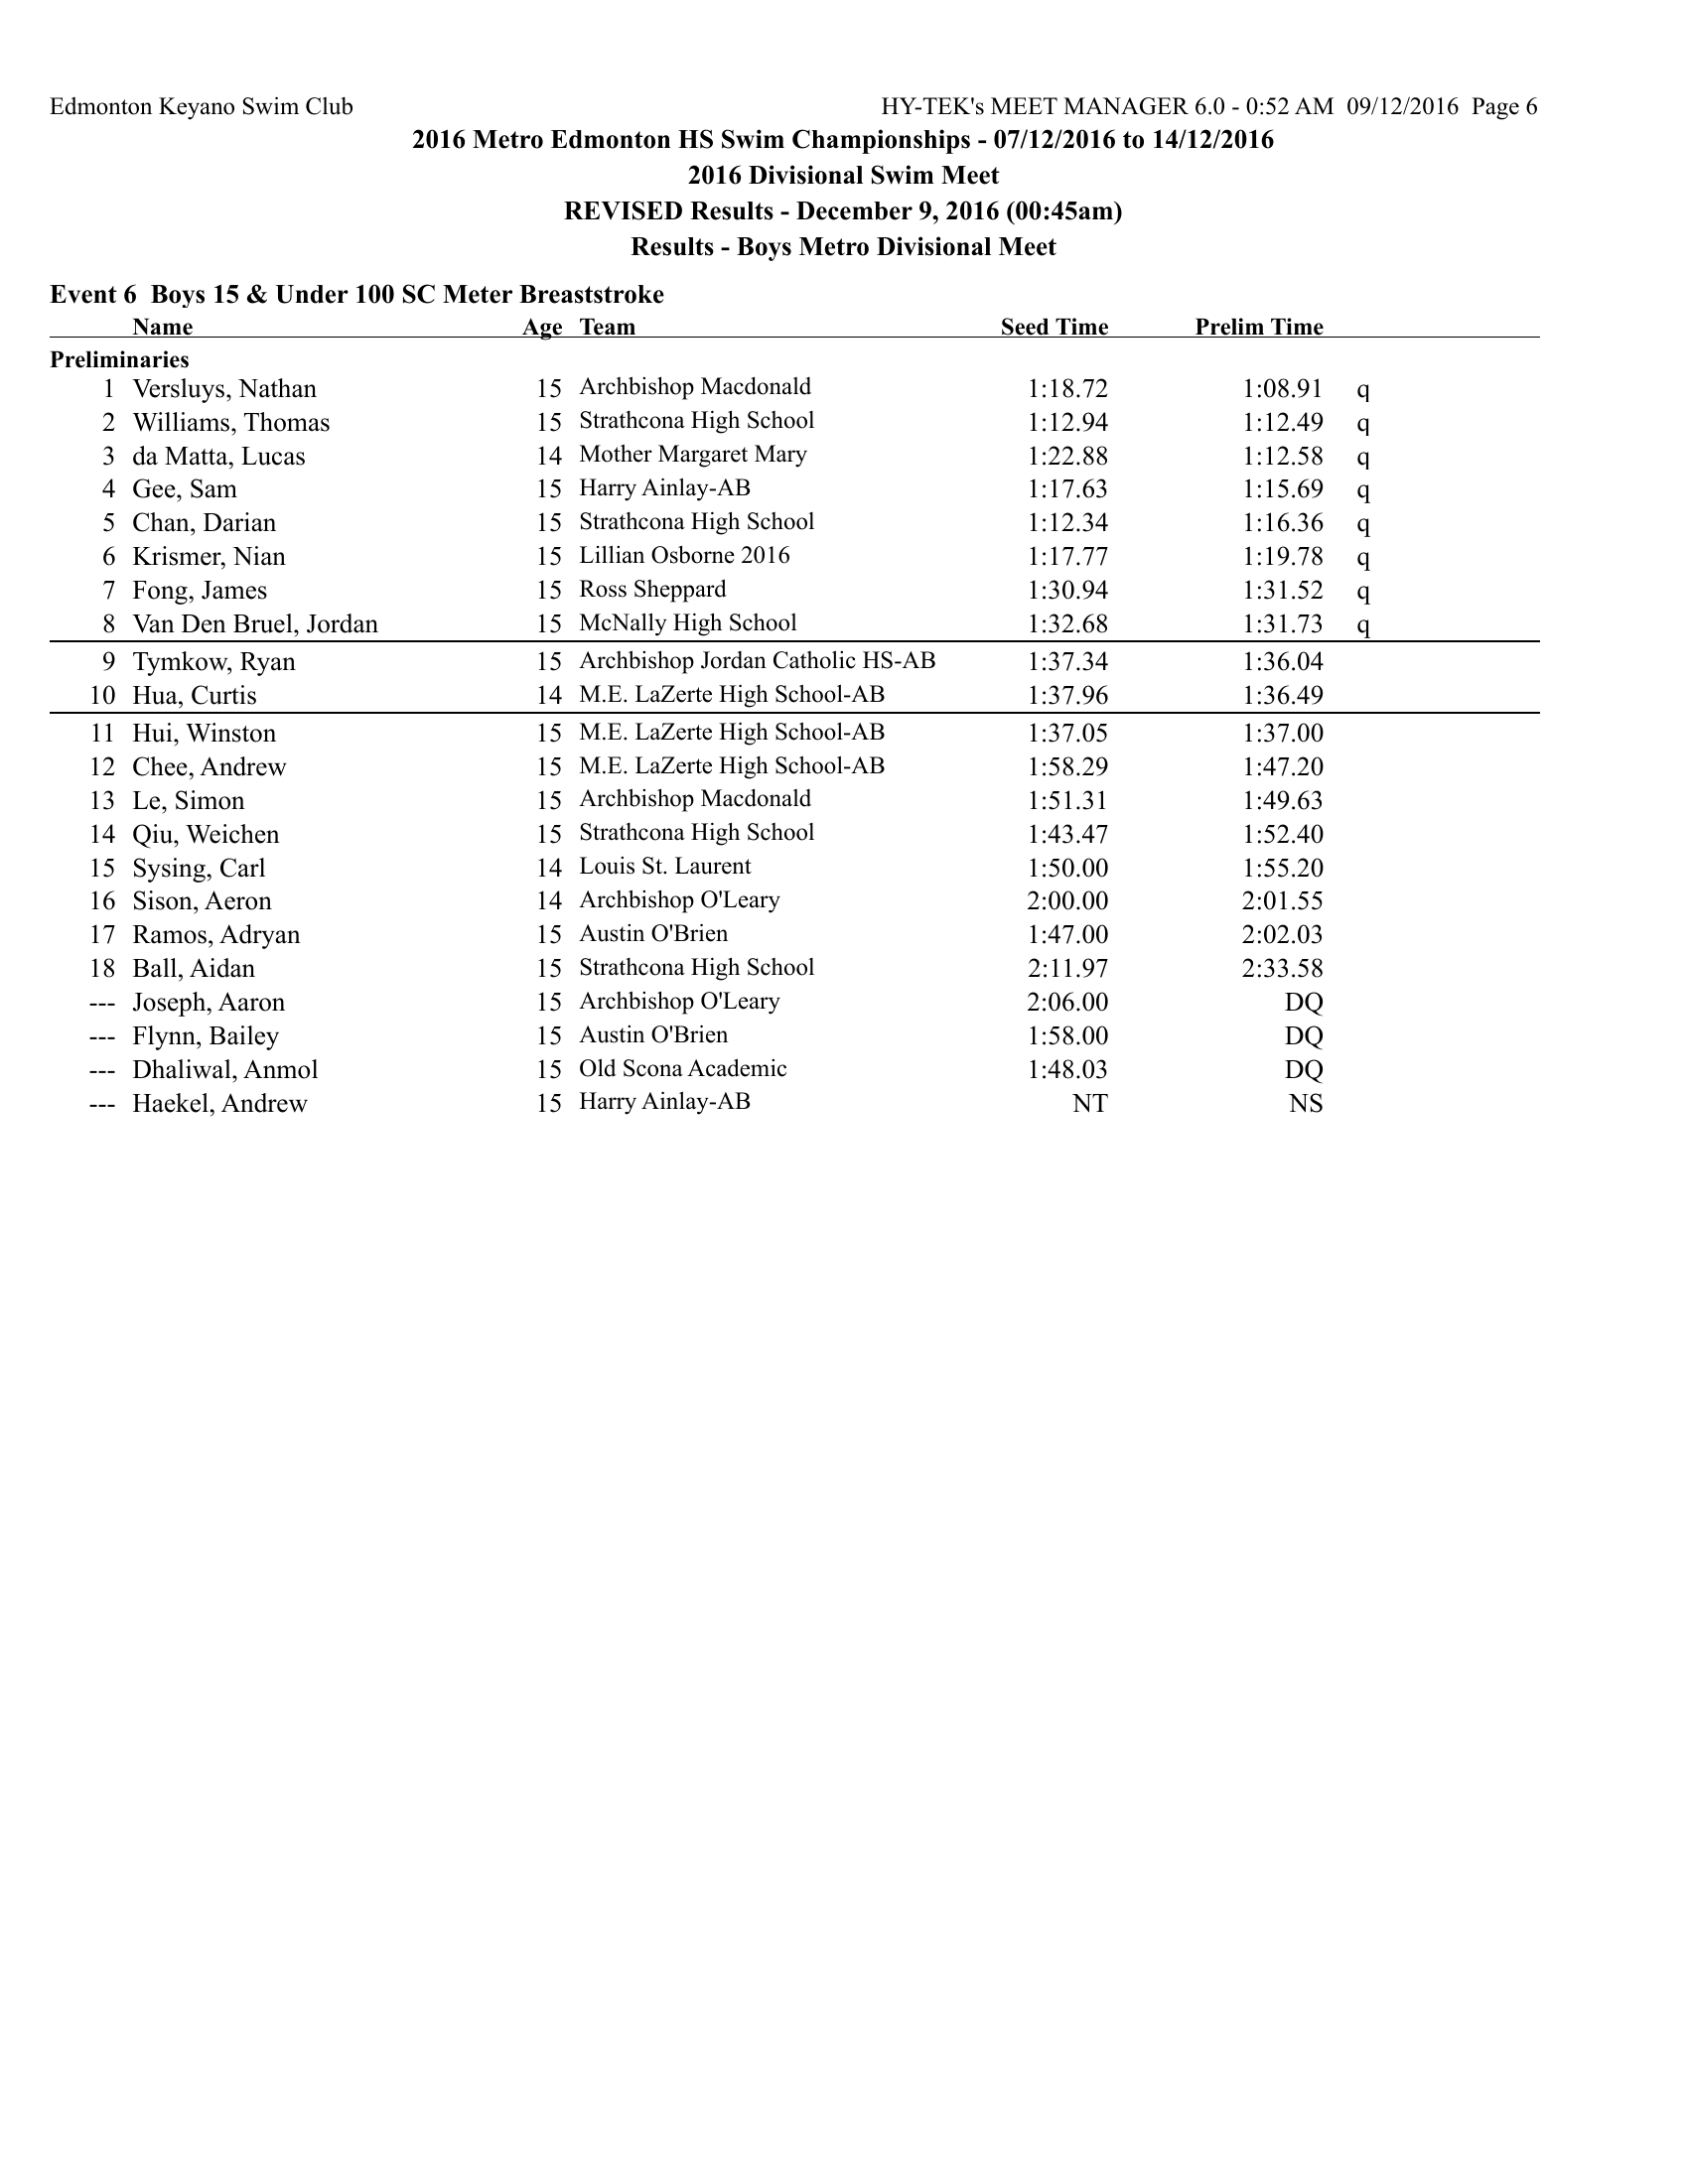 Edmonton Keyano Swim Club HY-TEK's MEET MANAGER 6.0 - 0:52 AM 09/12/2016 Page 6
2016 Metro Edmonton HS Swim Championships - 07/12/2016 to 14/12/2016
2016 Divisional Swim Meet
REVISED Results - December 9, 2016 (00:45am)
Results - Boys Metro Divisional Meet
Event 6 Boys 15 & Under 100 SC Meter Breaststroke
Name Age Team Seed Time Prelim Time
Preliminaries
1 Versluys, Nathan 15 Archbishop Macdonald 1:18.72 1:08.91 q
2 Williams, Thomas 15 Strathcona High School 1:12.94 1:12.49 q
3 da Matta, Lucas 14 Mother Margaret Mary 1:22.88 1:12.58 q
4 Gee, Sam 15 Harry Ainlay-AB 1:17.63 1:15.69 q
5 Chan, Darian 15 Strathcona High School 1:12.34 1:16.36 q
6 Krismer, Nian 15 Lillian Osborne 2016 1:17.77 1:19.78 q
7 Fong, James 15 Ross Sheppard 1:30.94 1:31.52 q
8 Van Den Bruel, Jordan 15 McNally High School 1:32.68 1:31.73 q
9 Tymkow, Ryan 15 Archbishop Jordan Catholic HS-AB 1:37.34 1:36.04
10 Hua, Curtis 14 M.E. LaZerte High School-AB 1:37.96 1:36.49
11 Hui, Winston 15 M.E. LaZerte High School-AB 1:37.05 1:37.00
12 Chee, Andrew 15 M.E. LaZerte High School-AB 1:58.29 1:47.20
13 Le, Simon 15 Archbishop Macdonald 1:51.31 1:49.63
14 Qiu, Weichen 15 Strathcona High School 1:43.47 1:52.40
15 Sysing, Carl 14 Louis St. Laurent 1:50.00 1:55.20
16 Sison, Aeron 14 Archbishop O'Leary 2:00.00 2:01.55
17 Ramos, Adryan 15 Austin O'Brien 1:47.00 2:02.03
18 Ball, Aidan 15 Strathcona High School 2:11.97 2:33.58
--- Joseph, Aaron 15 Archbishop O'Leary 2:06.00 DQ
--- Flynn, Bailey 15 Austin O'Brien 1:58.00 DQ
--- Dhaliwal, Anmol 15 Old Scona Academic 1:48.03 DQ
--- Haekel, Andrew 15 Harry Ainlay-AB NT NS